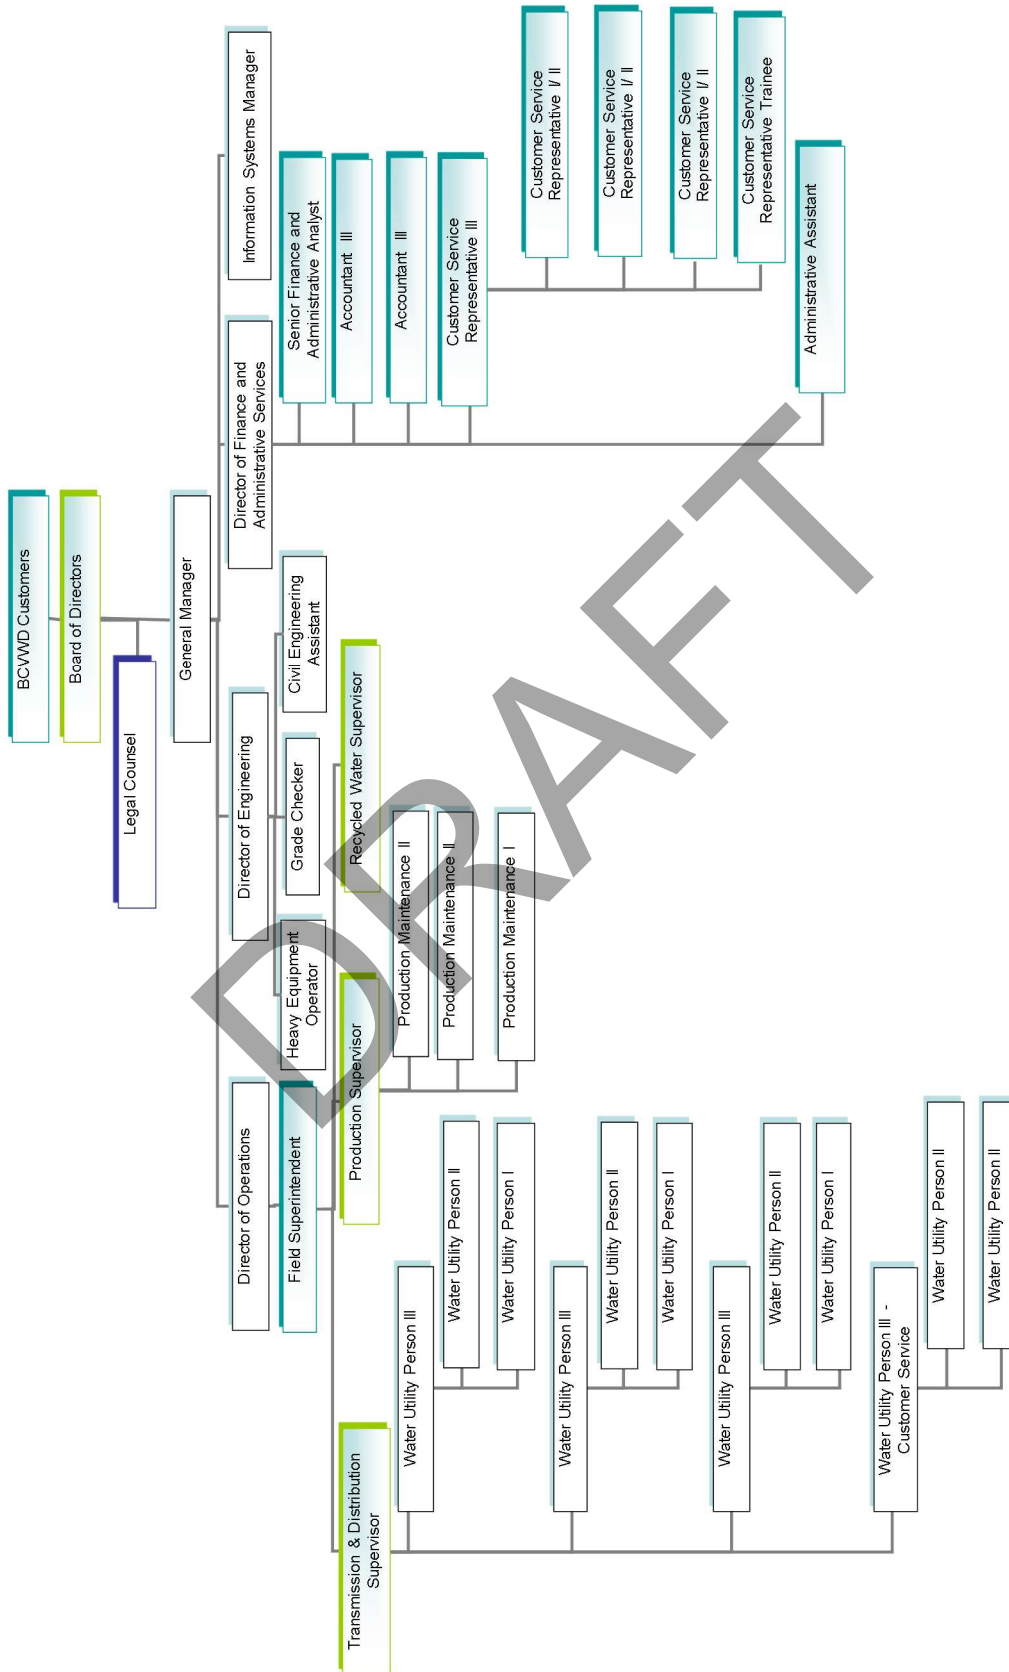 BCVWD Customers
Board of Directors
Legal Counsel
General Manager
Director of Operations
Director of Engineering
Director of Finance and
Administrative Services
Information Systems Manager
Field Superintendent
Heavy Equipment
Operator
Grade Checker
Civil Engineering
Assistant
Senior Finance and
Administrative Analyst
Accountant III
Accountant III
Customer Service
Representative III
Customer Service
Representative I/ II
Customer Service
Representative I/ II
Customer Service
Representative I/ II
Customer Service
Representative Trainee
Administrative Assistant
Transmission & Distribution
Supervisor
Production Supervisor
Recycled Water Supervisor
Production Maintenance II
Production Maintenance II
Production Maintenance I
Water Utility Person III
Water Utility Person II
Water Utility Person I
Water Utility Person III
Water Utility Person II
Water Utility Person I
Water Utility Person III
Water Utility Person II
Water Utility Person I
Water Utility Person III -
Customer Service
Water Utility Person II
Water Utility Person II
DRAFT